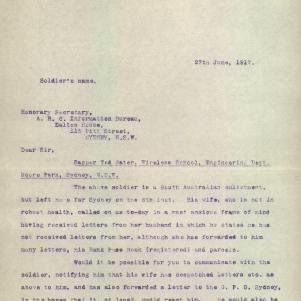 27th June, 1917.
Soldier's name.
Honorary Secretary,
A. R. C. Information Bureau,
Dalton House,
115 Pitt Street,
SYDNEY, N.S.W.
Dear Sir,
Sapper Ted Sater, Wireless School, Engineering Dept.
Moore Park, Sydney, N.S.W.
The above soldier is a South Australian enlistment,
but left here for Sydney on the 5th inst. His wife, who is not in
robust health, called on us to-day in a most anxious frame of mind
having received letters from her husband in which he states he has
not received letters from her, although she has forwarded to him
many letters, his Bank Pass Book (registered) and parcels.
Would it be possible for you to communicate with the
soldier, notifying him that his wife has despatched letters etc. as
above to him, and has also forwarded a letter to the G. P. O. Sydney,
in the hopes that it, at least, would reach him.